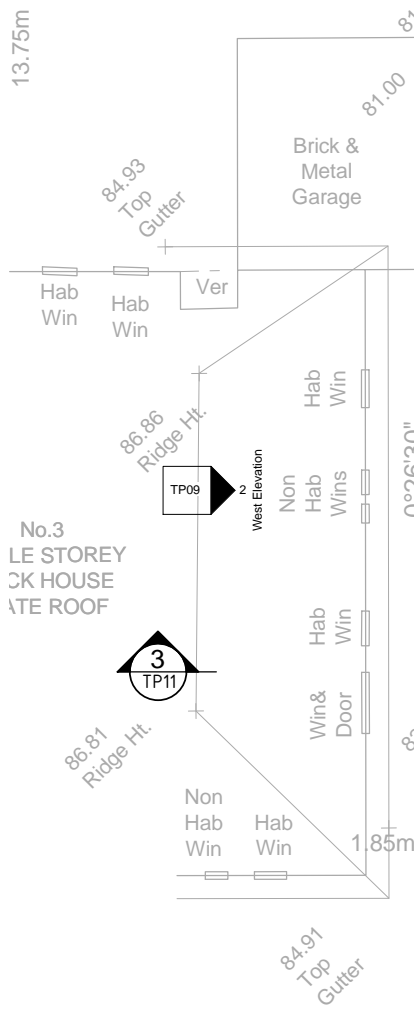 13.75m
81.00
Brick &
Metal
Garage
84.93
Top
Gutter
Hab
Win
Hab
Win
Ver
Hab
Win
86.86
Ridge Ht.
TP09
2
West Elevation
Non
Hab
Wins
0°26'30"
No.3
LE STOREY
CK HOUSE
ATE ROOF
Hab
Win
3
TP11
Win&
Door
86.81
Ridge Ht.
Non
Hab
Win
Hab
Win
1.85m
84.91
Top
Gutter